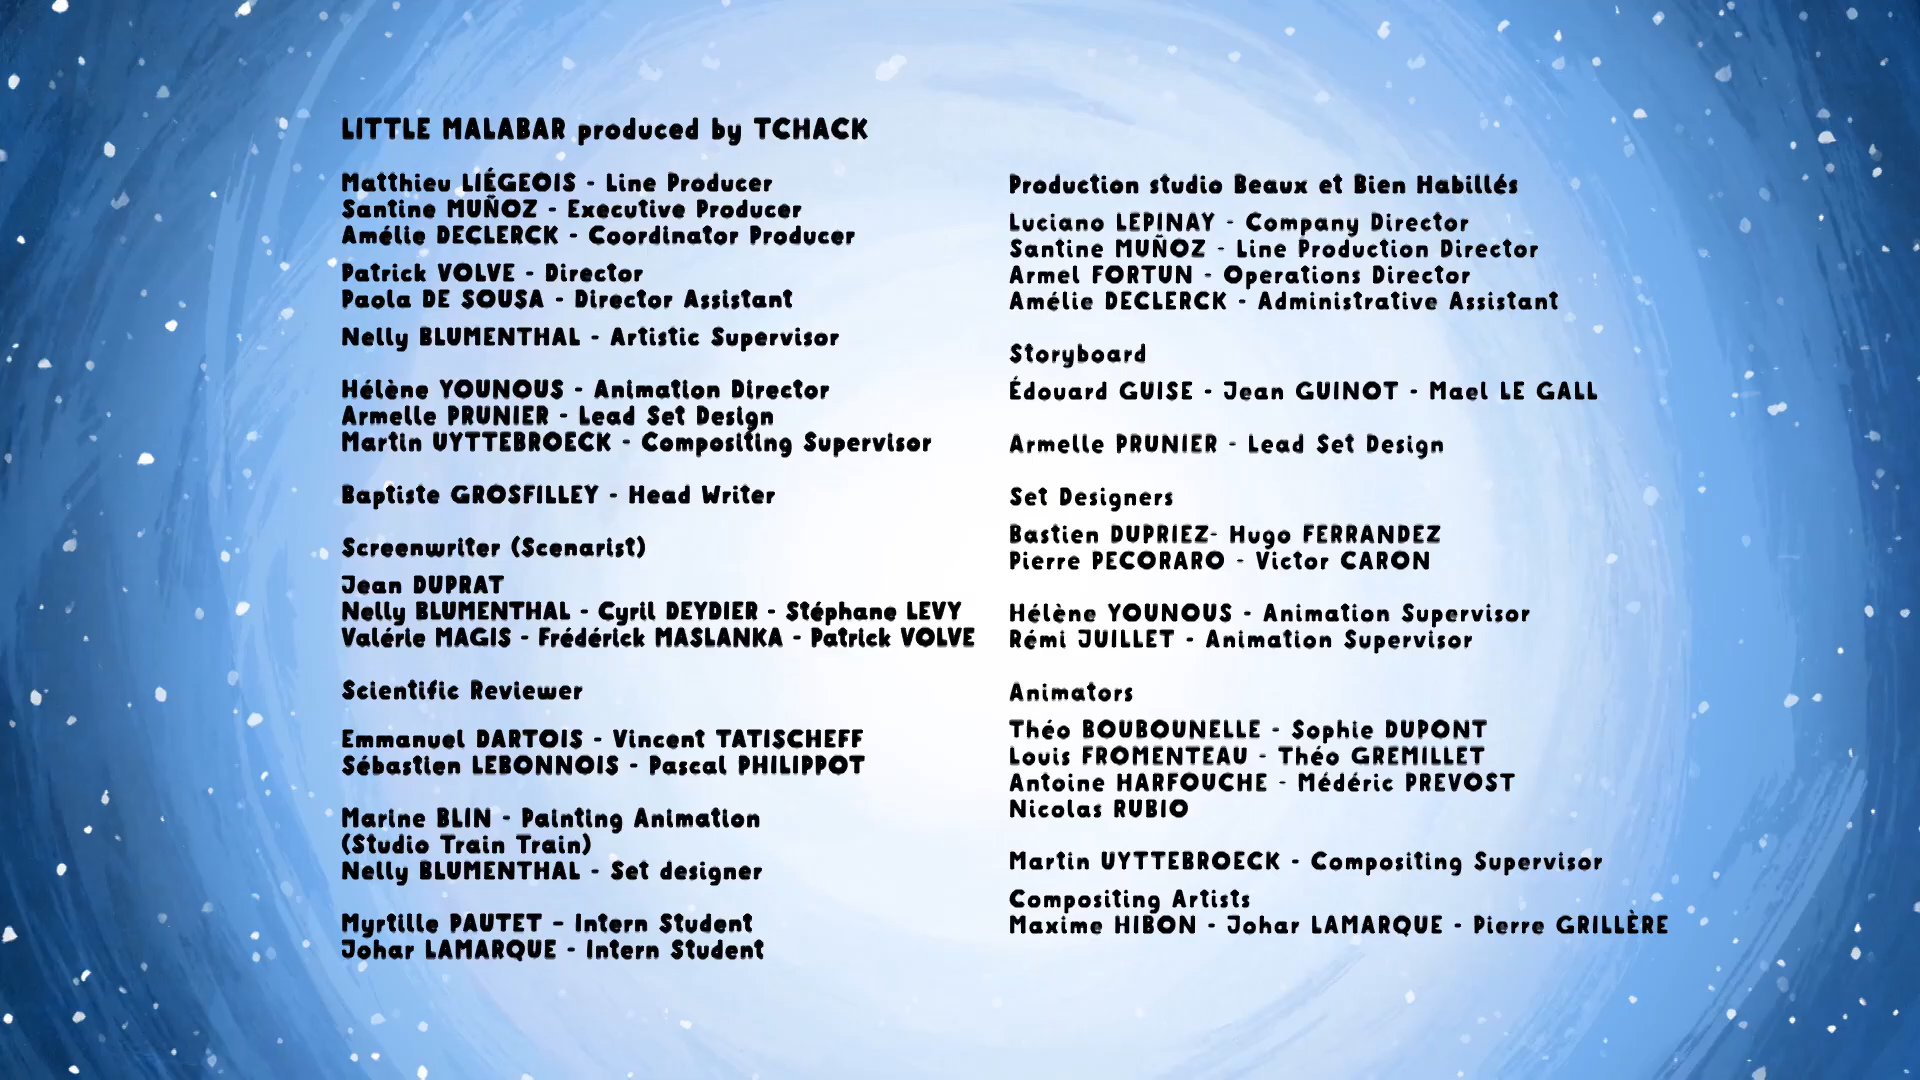 LITTLE MALABAR produced by TCHACK
Matthieu LIÉGEOIS - Line Producer
Santine MUÑOZ - Executive Producer
Amélie DECLERCK - Coordinator Producer
Patrick VOLVE - Director
Paola DE SOUSA - Director Assistant
Nelly BLUMENTHAL - Artistic Supervisor
Hélène YOUNOUS - Animation Director
Armelle PRUNIER - Lead Set Design
Martin UYTTEBROECK - Compositing Supervisor
Baptiste GROSFILLEY - Head Writer
Screenwriter (Scenarist)
Jean DUPRAT
Nelly BLUMENTHAL - Cyril DEYDIER - Stéphane LEVY
Valérie MAGIS - Frédérick MASLANKA - Patrick VOLVE
Scientific Reviewer
Emmanuel DARTOIS - Vincent TATISCHEFF
Sébastien LEBONNOIS - Pascal PHILIPPOT
Marine BLIN - Painting Animation
(Studio Train Train)
Nelly BLUMENTHAL - Set designer
Myrtille PAUTET – Intern Student
Johar LAMARQUE - Intern Student
Production studio Beaux et Bien Habillés
Luciano LEPINAY - Company Director
Santine MUÑOZ - Line Production Director
Armel FORTUN - Operations Director
Amélie DECLERCK - Administrative Assistant
Storyboard
Édouard GUISE - Jean GUINOT - Mael LE GALL
Armelle PRUNIER - Lead Set Design
Set Designers
Bastien DUPRIEZ- Hugo FERRANDEZ
Pierre PECORARO - Victor CARON
Hélène YOUNOUS - Animation Supervisor
Rémi JUILLET - Animation Supervisor
Animators
Théo BOUBOUNELLE - Sophie DUPONT
Louis FROMENTEAU - Théo GREMILLET
Antoine HARFOUCHE - Médéric PREVOST
Nicolas RUBIO
Martin UYTTEBROECK - Compositing Supervisor
Compositing Artists
Maxime HIBON - Johar LAMARQUE - Pierre GRILLÈRE